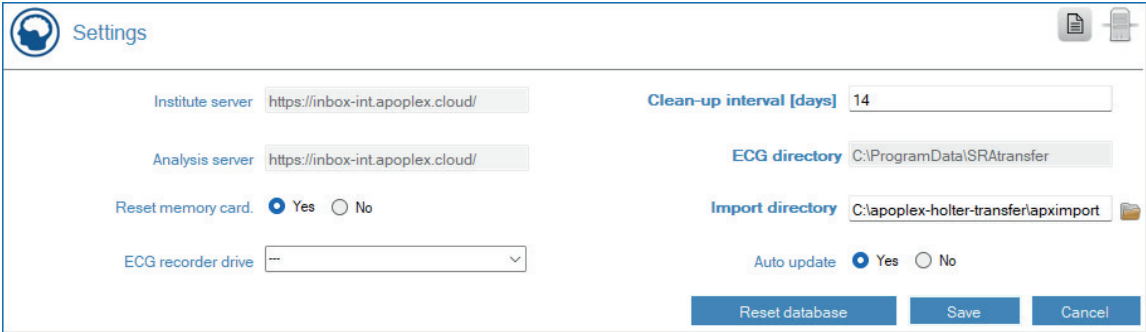 Settings
Institute server https://inbox-int.apoplex.cloud/
Clean-up interval [days] 14
Analysis server https://inbox-int.apoplex.cloud/
ECG directory C:\ProgramData\SRAtransfer
Reset memory card. Yes No
Import directory C:\apoplex-holter-transfer\apximport
ECG recorder drive ---
Auto update Yes No
Reset database Save Cancel